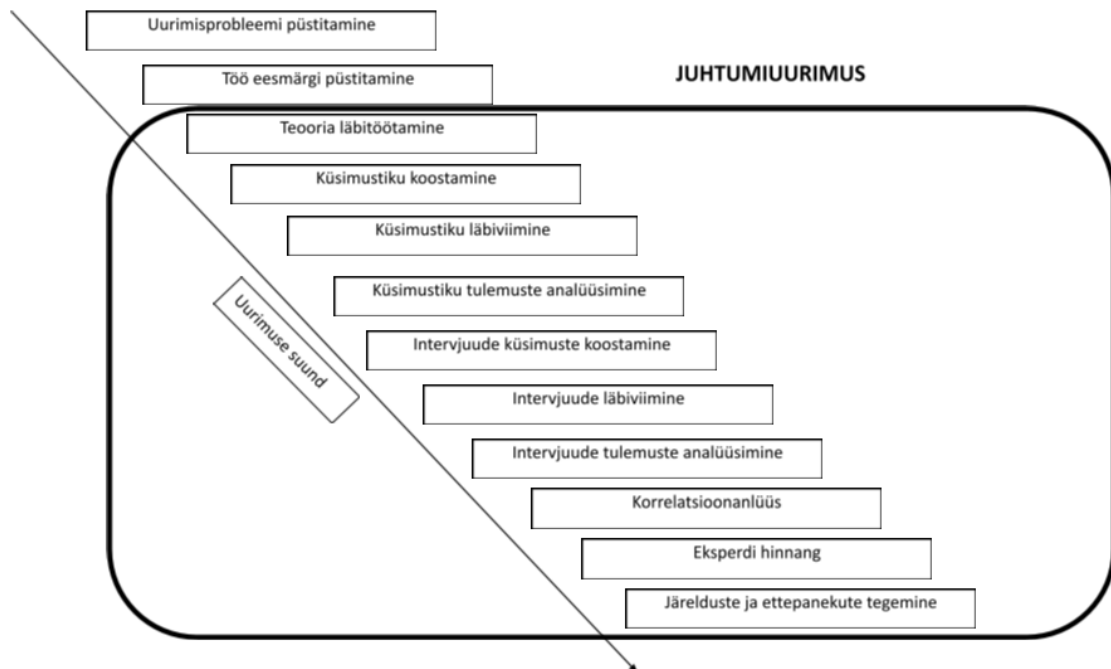 Uurimisprobleemi püstitamine
Töö eesmärgi püstitamine
JUHTUMIUURIMUS
Teooria läbitöötamine
Küsimustiku koostamine
Küsimustiku läbiviimine
Küsimustiku tulemuste analüüsimine
Uurimuse suund
Intervjuude küsimuste koostamine
Intervjuude läbiviimine
Intervjuude tulemuste analüüsimine
Korrelatsioonanlüüs
Eksperdi hinnang
Järelduste ja ettepanekute tegemine